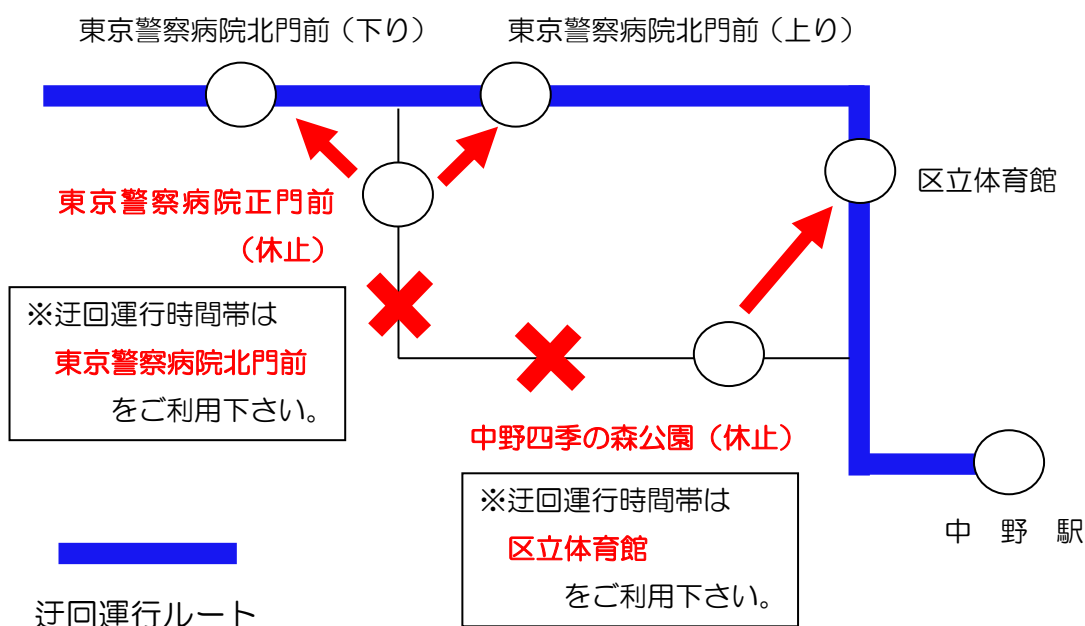 東京警察病院北門前（下り）
東京警察病院北門前（上り）
区立体育館
東京警察病院正門前
（休止）
※迂回運行時間帯は
東京警察病院北門前
をご利用下さい。
中野四季の森公園（休止）
※迂回運行時間帯は
区立体育館
をご利用下さい。
中　野　駅
迂回運行ルート